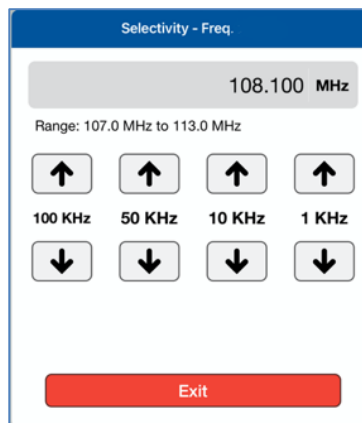 Selectivity - Freq.
108.100 MHz
Range: 107.0 MHz to 113.0 MHz
100 KHz 50 KHz 10 KHz 1 KHz
Exit